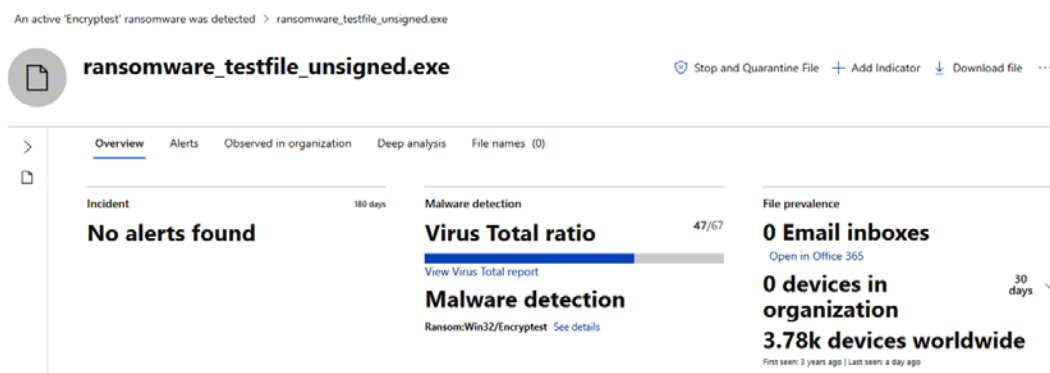 An active 'Encryptest' ransomware was detected > ransomware_testfile_unsigned.exe
ransomware_testfile_unsigned.exe
Stop and Quarantine File + Add Indicator Download file ...
Overview Alerts Observed in organization Deep analysis File names (0)
Incident 180 days
No alerts found
Malware detection
Virus Total ratio 47/67
View Virus Total report
Malware detection
Ransom:Win32/Encryptest See details
File prevalence
0 Email inboxes
Open in Office 365
0 devices in 30
organization days
3.78k devices worldwide
First seen: 3 years ago | Last seen: a day ago